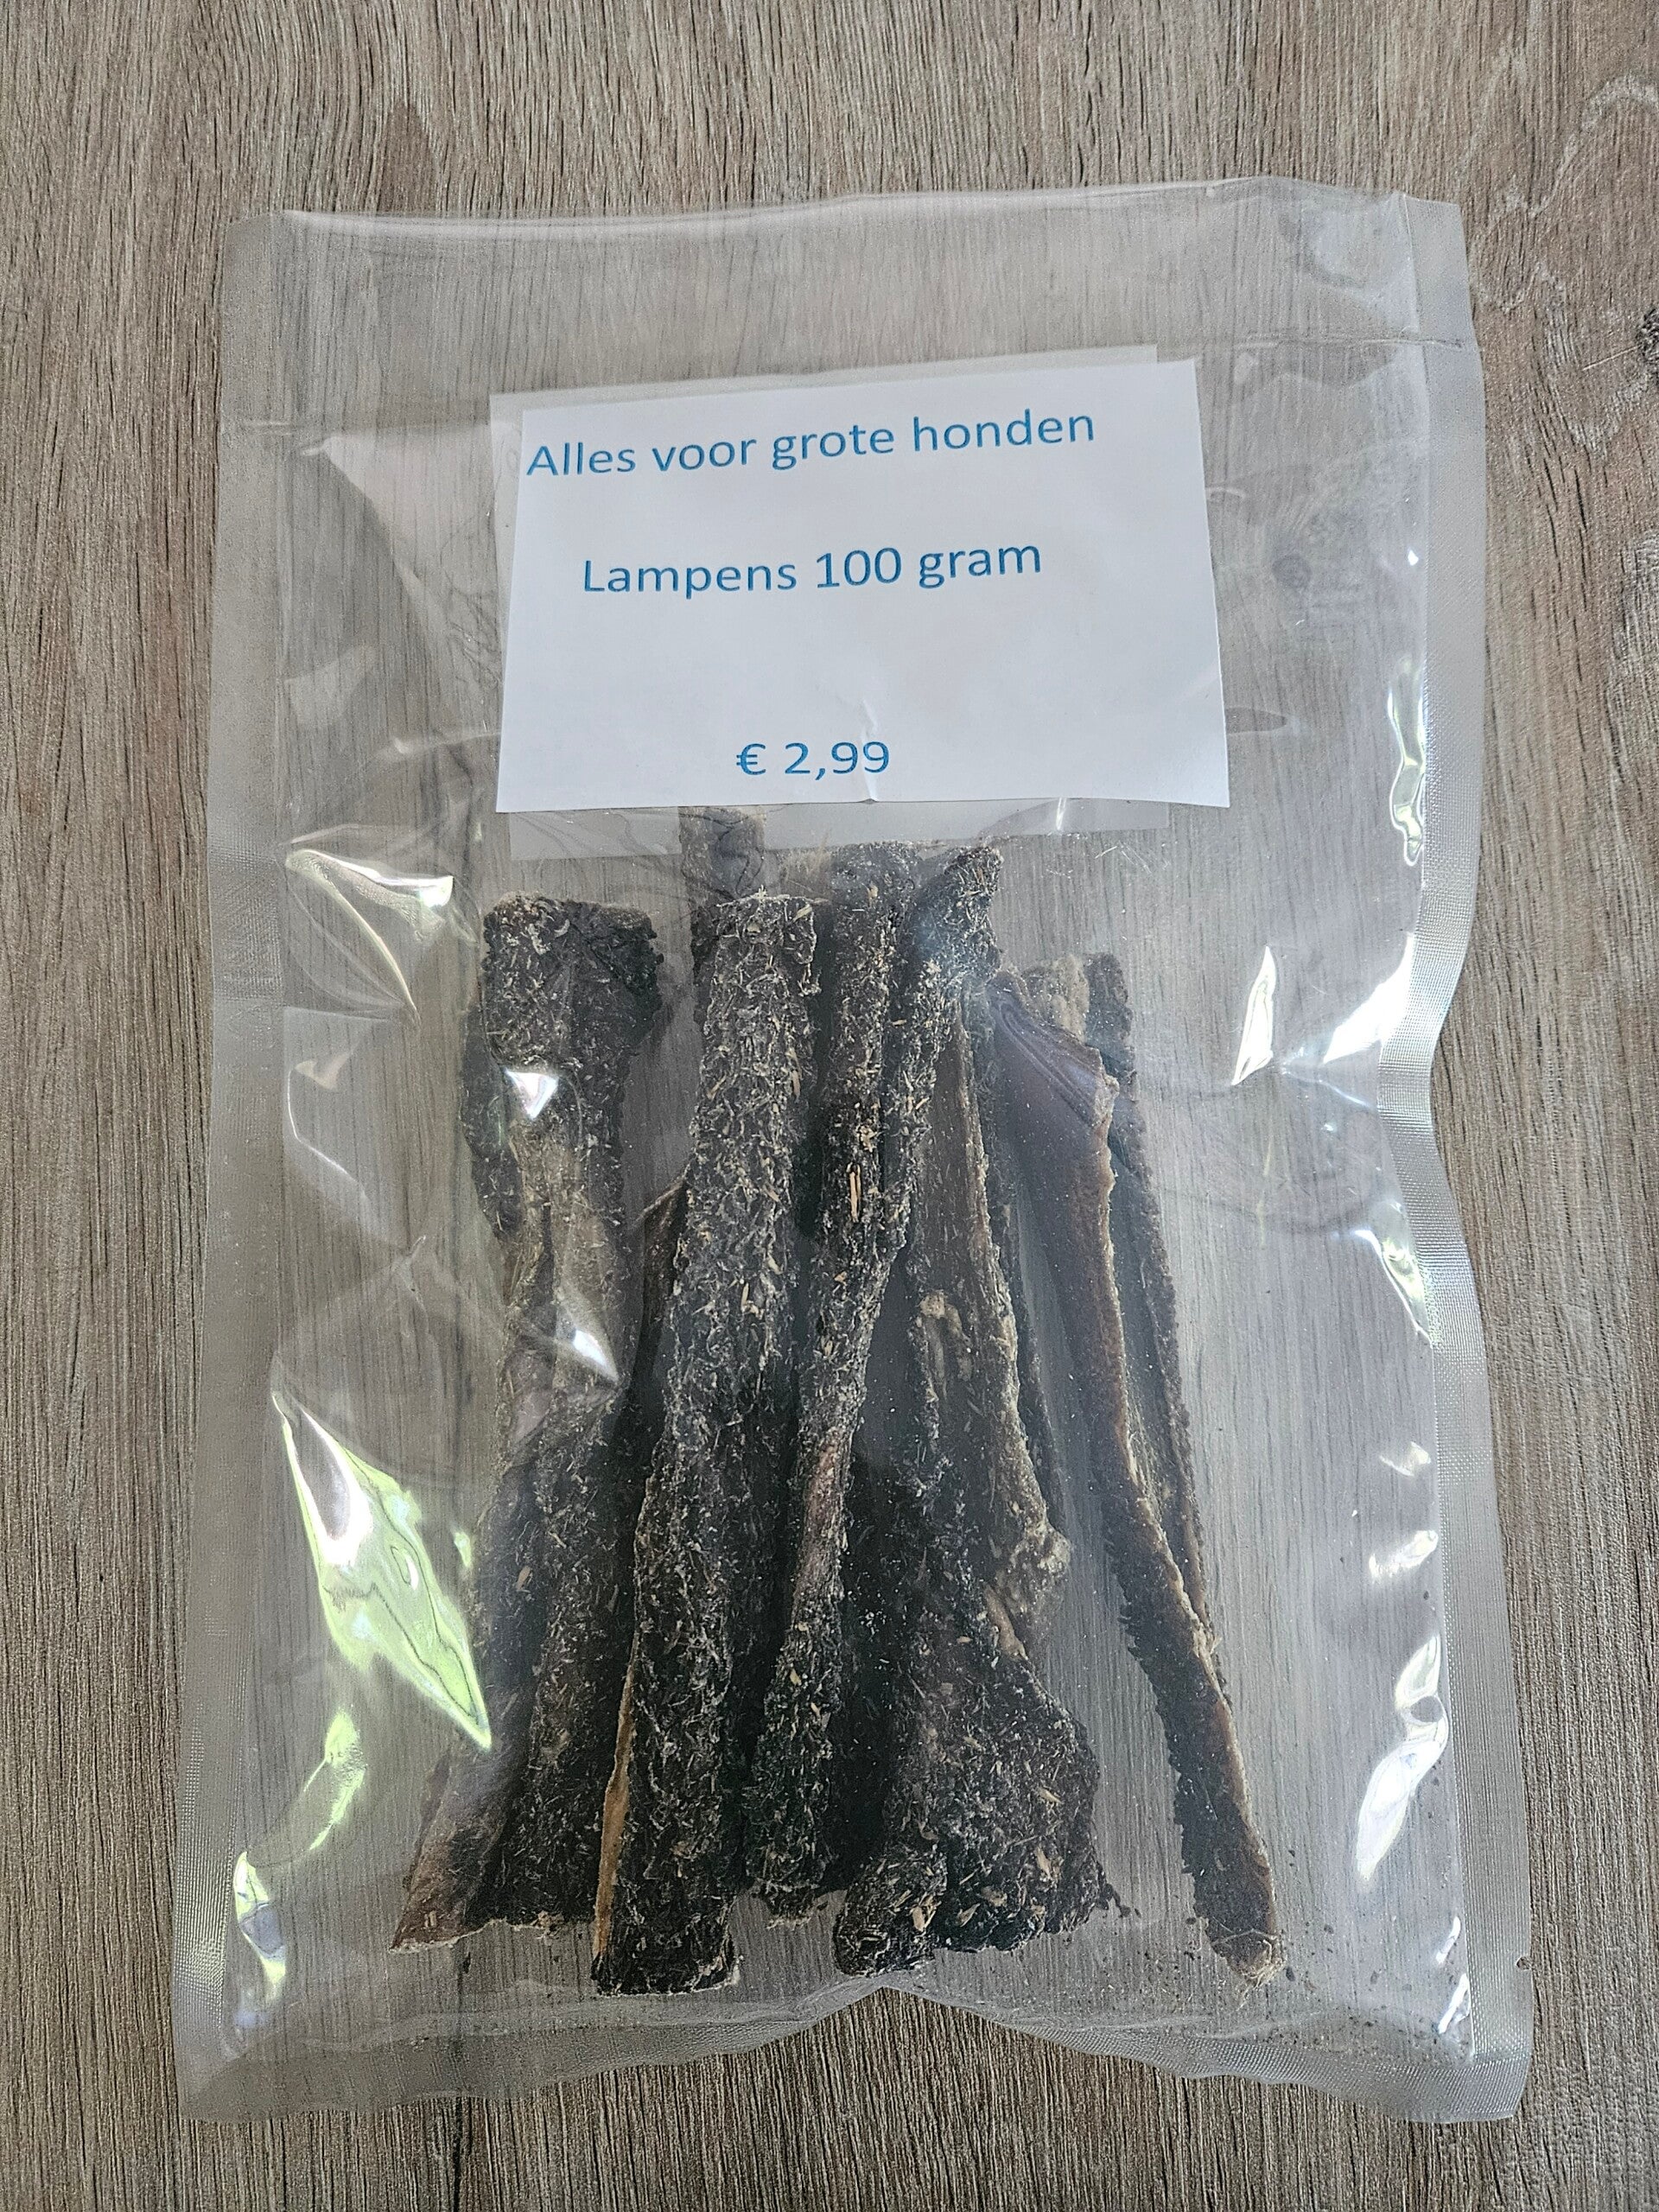 Alles voor grote honden
Lampens 100 gram
€ 2,99